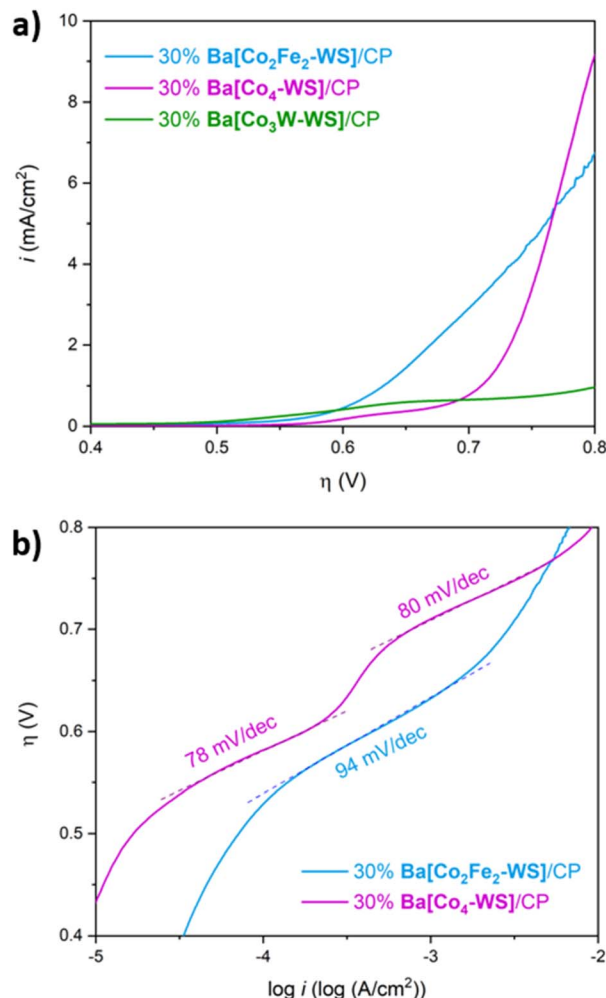 a)
10
8
6
4
2
0
i (mA/cm²)
30% Ba[Co₂Fe₂-WS]/CP
30% Ba[Co₄-WS]/CP
30% Ba[Co₃W-WS]/CP
0.4 0.5 0.6 0.7 0.8
η (V)
b)
0.8
0.7
0.6
0.5
0.4
η (V)
80 mV/dec
78 mV/dec
94 mV/dec
30% Ba[Co₂Fe₂-WS]/CP
30% Ba[Co₄-WS]/CP
-5 -4 -3 -2
log i (log (A/cm²))